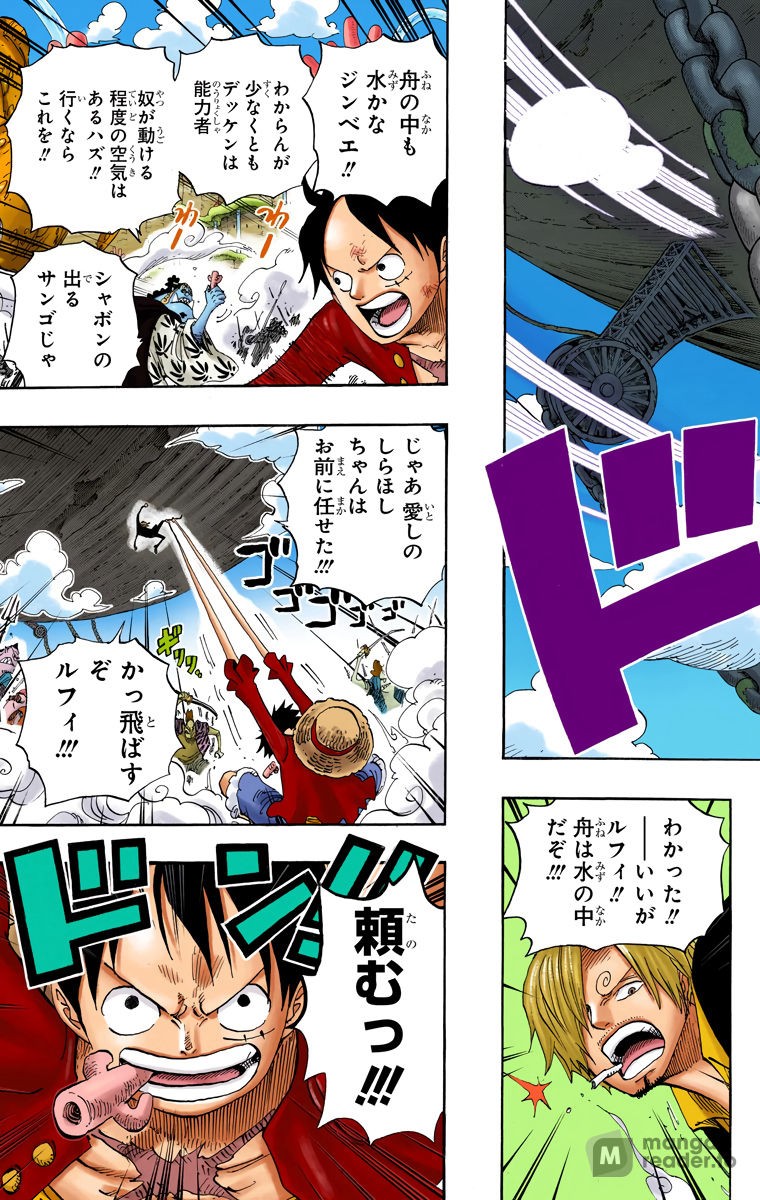 ド
わかった!!
──いいが
ルフィ!!
舟は水の中
だぞ!!!
舟の中も
水かな
ジンベエ!!
わからんが
少なくとも
デッケンは
能力者
奴が動ける
程度の空気は
あるハズ!!
行くなら
これを!!
わー
わー
シャボンの
出る
サンゴじゃ
じゃあ愛しの
しらほし
ちゃんは
お前に任せた!!!
ゴゴゴゴゴ
ギリリ…
かっ飛ばす
ぞ
ルフィ!!!
ドンッ
頼むっ!!!
M manga
reader.to